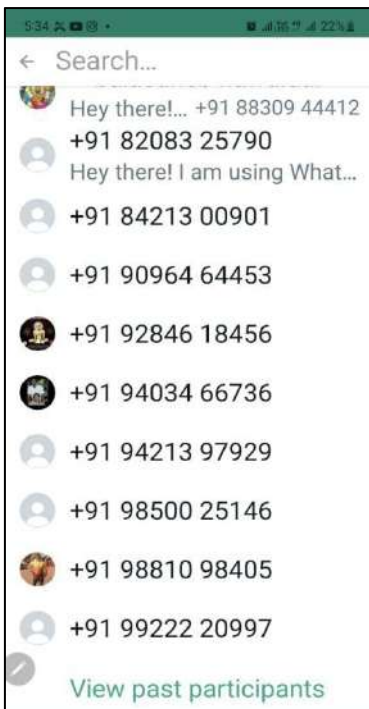 5:34
22%
Search...
Hey there!... +91 88309 44412
+91 82083 25790
Hey there! I am using What...
+91 84213 00901
+91 90964 64453
+91 92846 18456
+91 94034 66736
+91 94213 97929
+91 98500 25146
+91 98810 98405
+91 99222 20997
View past participants